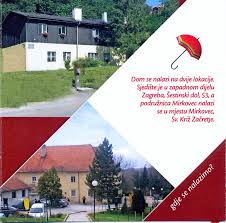 Dom se nalazi na dvije lokacije.
Sjedište je u zapadnom dijelu
Zagreba, Šestinski dol, 53, a
podružnica Mirkovec nalazi
se u mjestu Mirkovec,
Sv. Križ Začretje.
gdje se nalazimo?